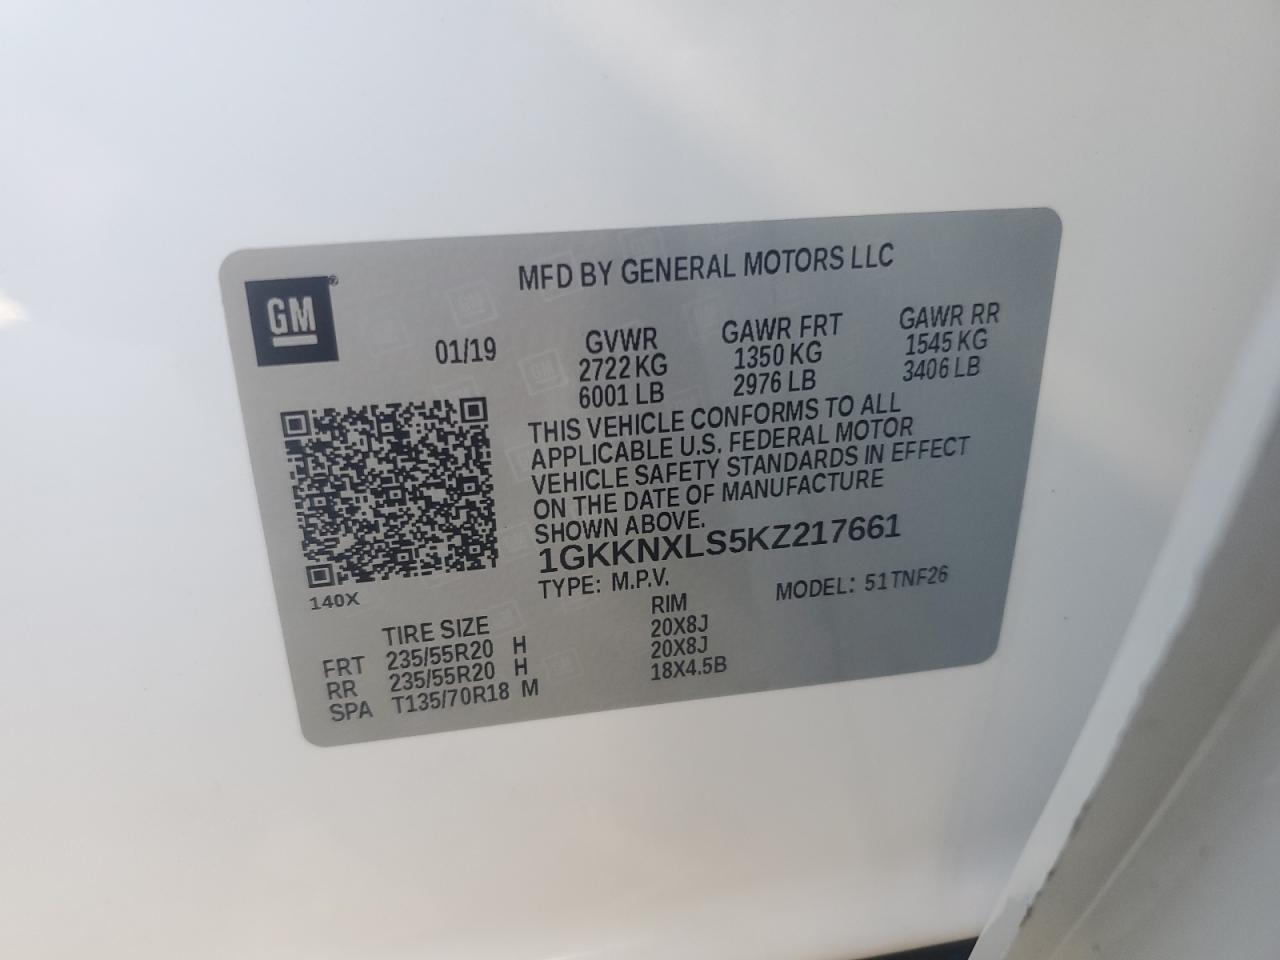 MFD BY GENERAL MOTORS LLC
GM®
01/19 GVWR GAWR FRT GAWR RR
2722 KG 1350 KG 1545 KG
6001 LB 2976 LB 3406 LB
THIS VEHICLE CONFORMS TO ALL
APPLICABLE U.S. FEDERAL MOTOR
VEHICLE SAFETY STANDARDS IN EFFECT
ON THE DATE OF MANUFACTURE
SHOWN ABOVE.
1GKKNXLS5KZ217661
TYPE: M.P.V. MODEL: 51TNF26
140X
TIRE SIZE RIM
FRT 235/55R20 H 20X8J
RR 235/55R20 H 20X8J
SPA T135/70R18 M 18X4.5B